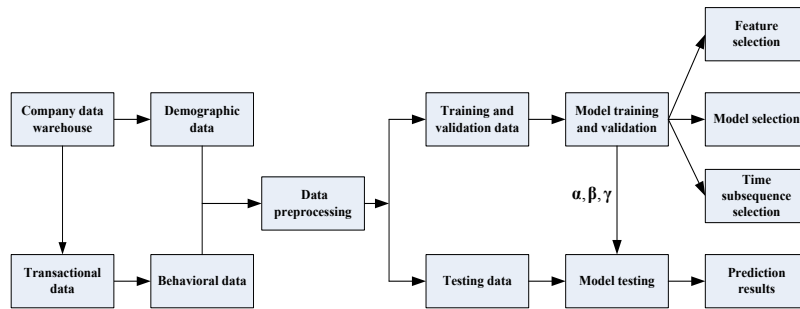 Feature
selection
Company data
warehouse
Demographic
data
Training and
validation data
Model training
and validation
Model selection
Data
preprocessing
α, β, γ
Time
subsequence
selection
Transactional
data
Behavioral data
Testing data
Model testing
Prediction
results